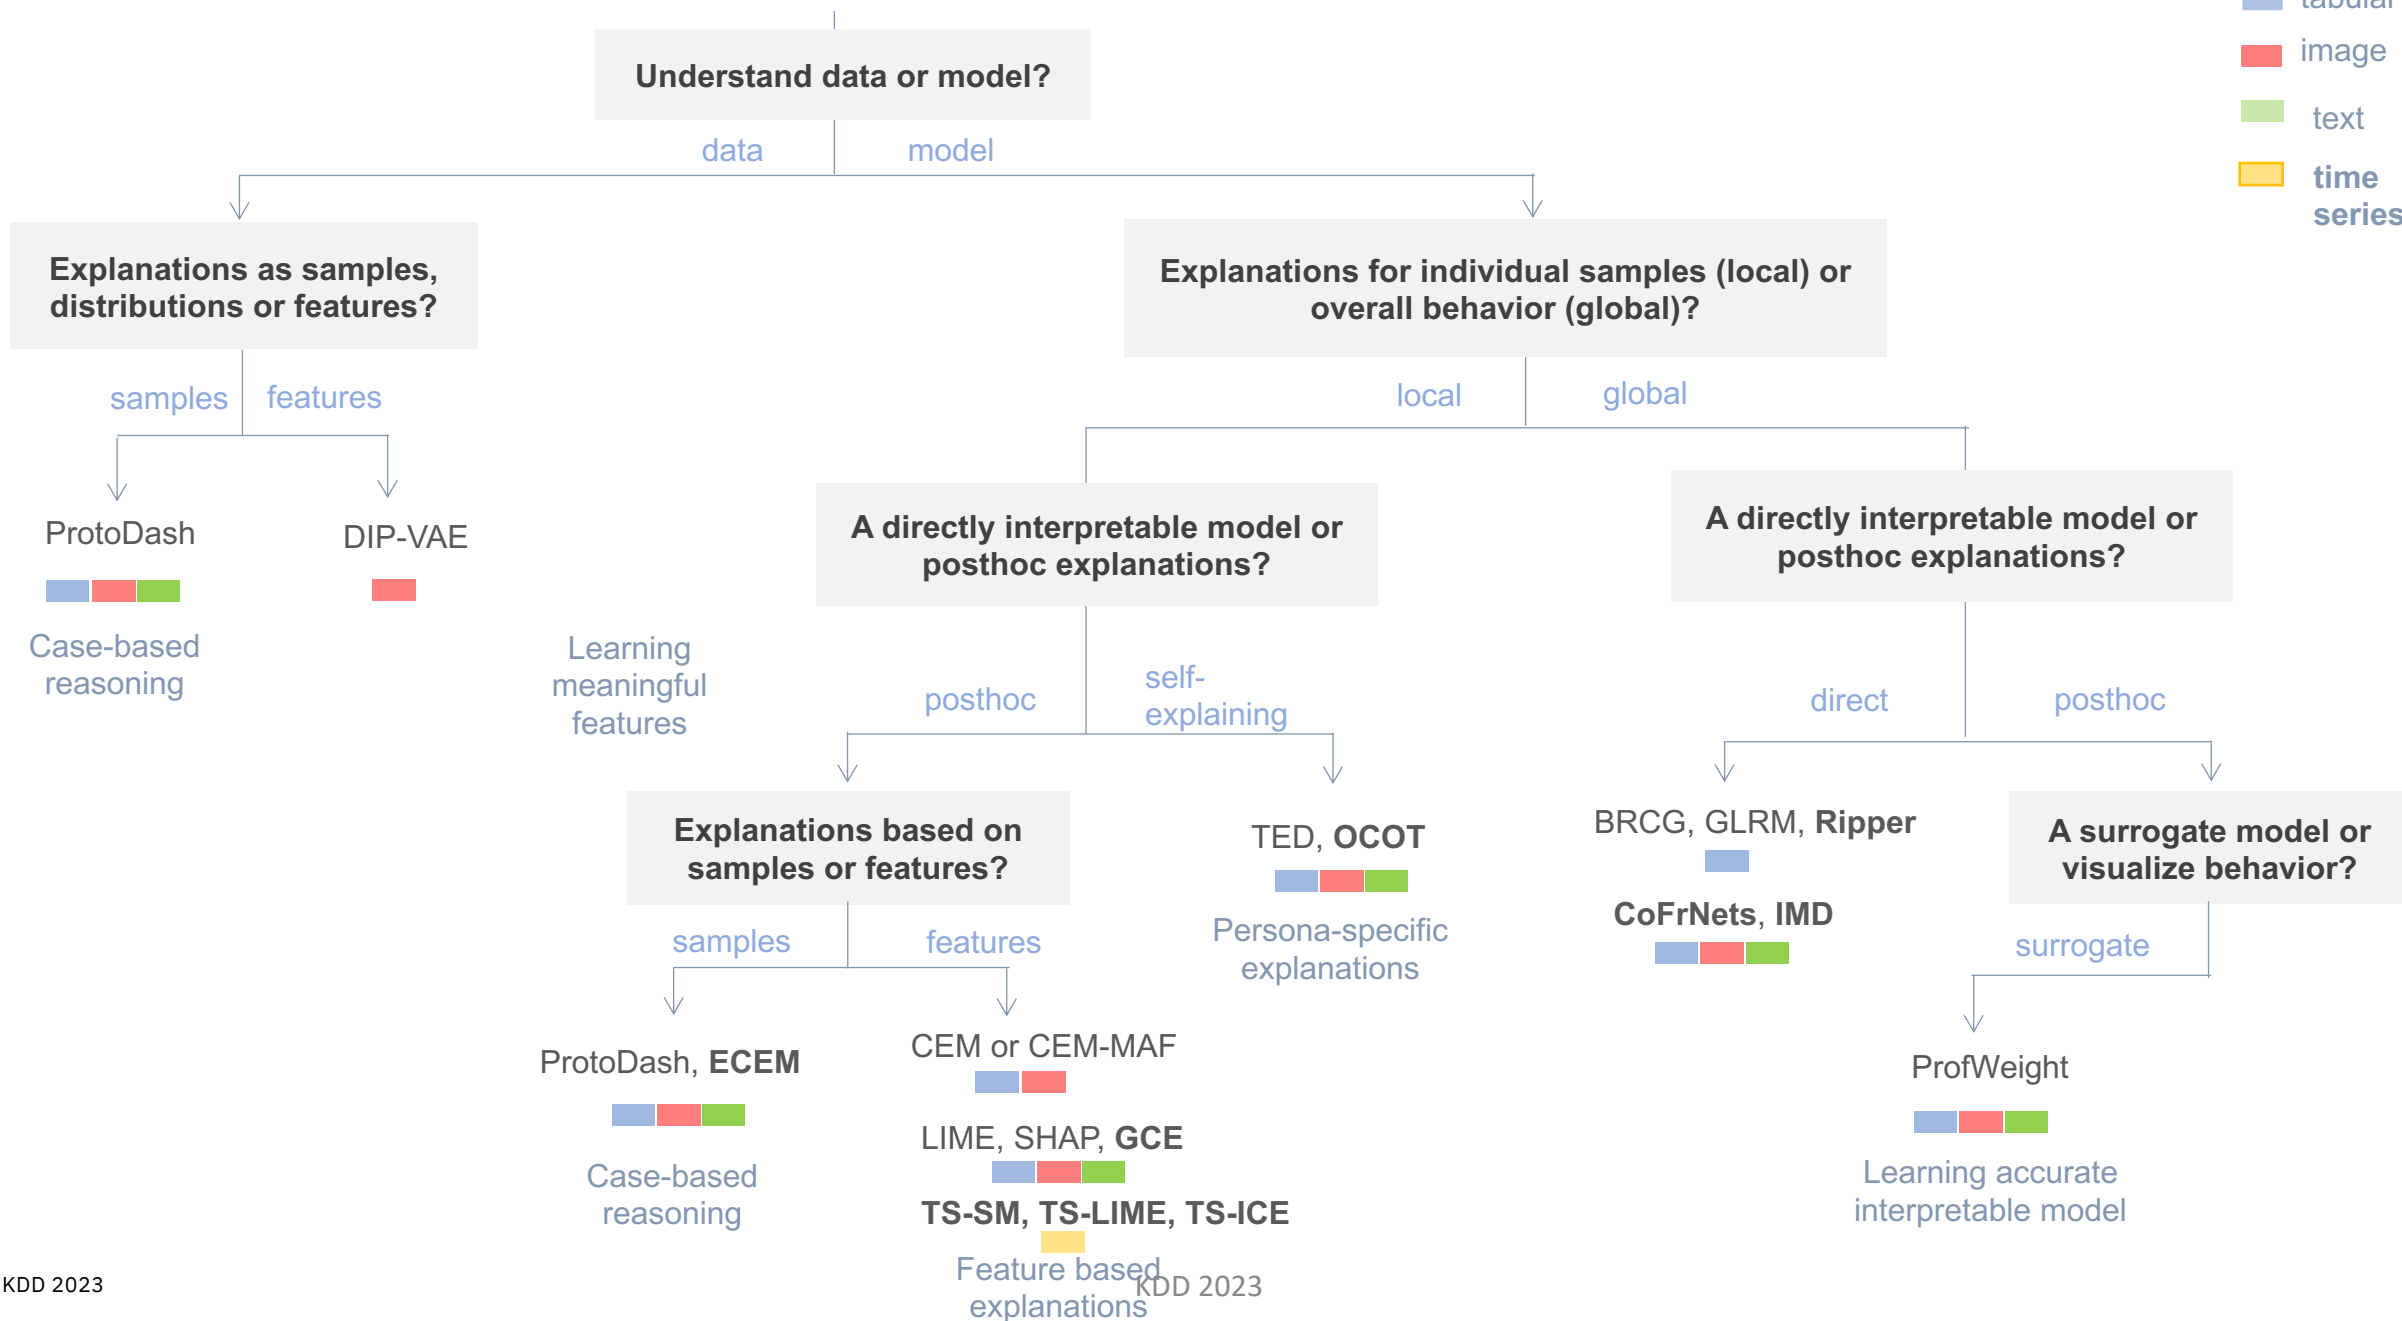 tabular
image
text
time
series
Understand data or model?
data
model
Explanations as samples,
distributions or features?
Explanations for individual samples (local) or
overall behavior (global)?
samples
features
local
global
ProtoDash
DIP-VAE
A directly interpretable model or
posthoc explanations?
A directly interpretable model or
posthoc explanations?
Case-based
reasoning
Learning
meaningful
features
posthoc
self-
explaining
direct
posthoc
Explanations based on
samples or features?
TED, OCOT
Persona-specific
explanations
BRCG, GLRM, Ripper
CoFrNets, IMD
A surrogate model or
visualize behavior?
samples
features
surrogate
ProtoDash, ECEM
Case-based
reasoning
CEM or CEM-MAF
LIME, SHAP, GCE
TS-SM, TS-LIME, TS-ICE
Feature based
explanations
ProfWeight
Learning accurate
interpretable model
KDD 2023
KDD 2023